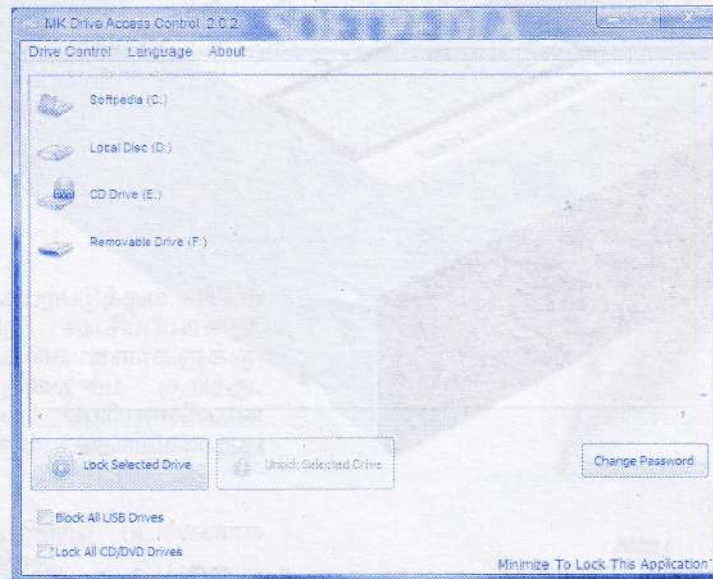 MK Drive Access Control 2.0.2
Drive Control Language About
Softpedia (C:)
Local Disc (D:)
CD Drive (E:)
Removable Drive (F:)
Lock Selected Drive Unlock Selected Drive Change Password
Block All USB Drives
Lock All CD/DVD Drives
Minimize To Lock This Application